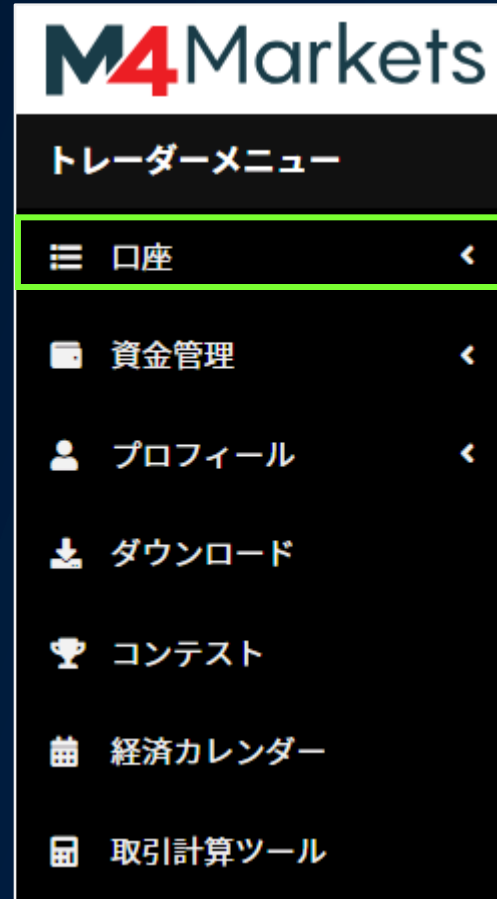 M4Markets
トレーダーメニュー
口座
資金管理
プロフィール
ダウンロード
コンテスト
経済カレンダー
取引計算ツール